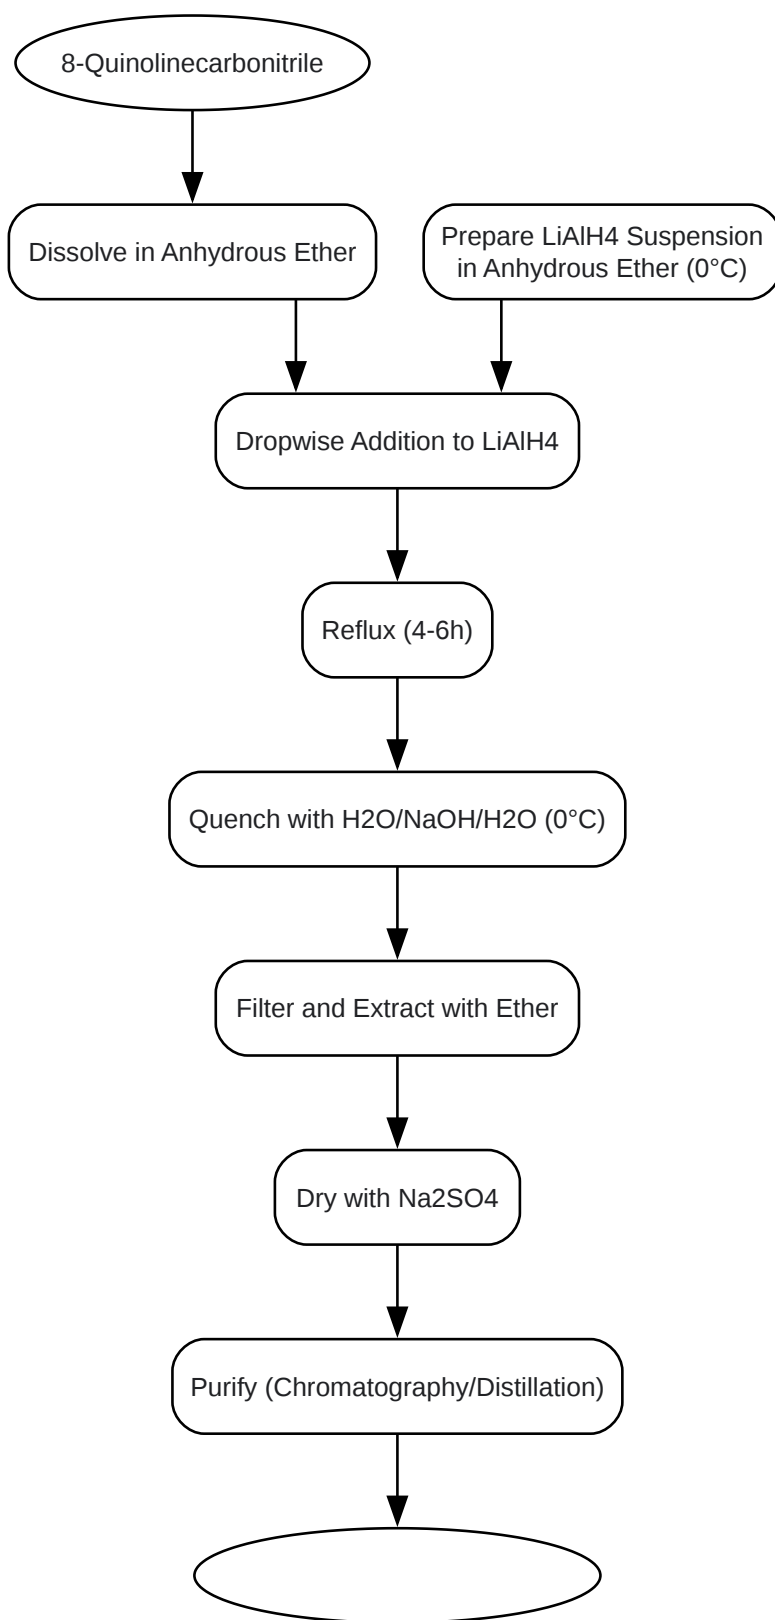 8-Quinolinecarbonitrile
Dissolve in Anhydrous Ether
Prepare LiAlH4 Suspension
in Anhydrous Ether (0°C)
Dropwise Addition to LiAlH4
Reflux (4-6h)
Quench with H2O/NaOH/H2O (0°C)
Filter and Extract with Ether
Dry with Na2SO4
Purify (Chromatography/Distillation)